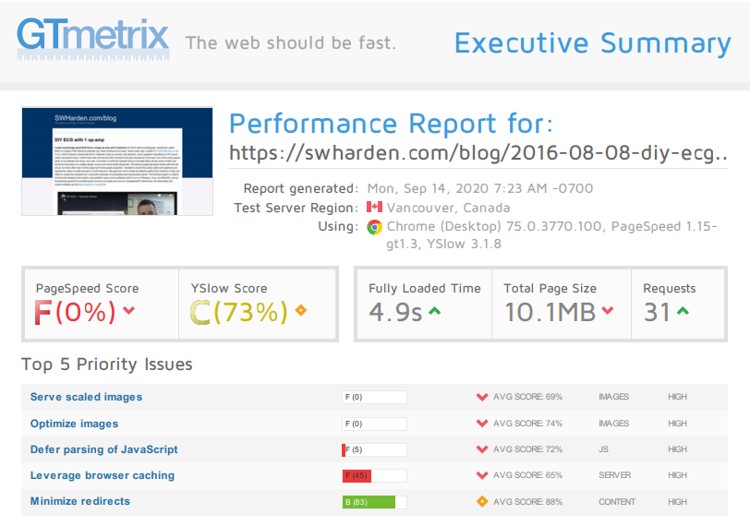 GTmetrix The web should be fast. Executive Summary
SWHarden.com/blog
DIY ECG with 1 op-amp
Performance Report for:
https://swharden.com/blog/2016-08-08-diy-ecg..
Report generated: Mon, Sep 14, 2020 7:23 AM -0700
Test Server Region: Vancouver, Canada
Using: Chrome (Desktop) 75.0.3770.100, PageSpeed 1.15-
gt1.3, YSlow 3.1.8
PageSpeed Score YSlow Score Fully Loaded Time Total Page Size Requests
F(0%) C(73%) 4.9s 10.1MB 31
Top 5 Priority Issues
Serve scaled images F (0) AVG SCORE: 69% IMAGES HIGH
Optimize images F (0) AVG SCORE: 74% IMAGES HIGH
Defer parsing of JavaScript F (5) AVG SCORE: 72% JS HIGH
Leverage browser caching F (45) AVG SCORE: 65% SERVER HIGH
Minimize redirects B (83) AVG SCORE: 88% CONTENT HIGH